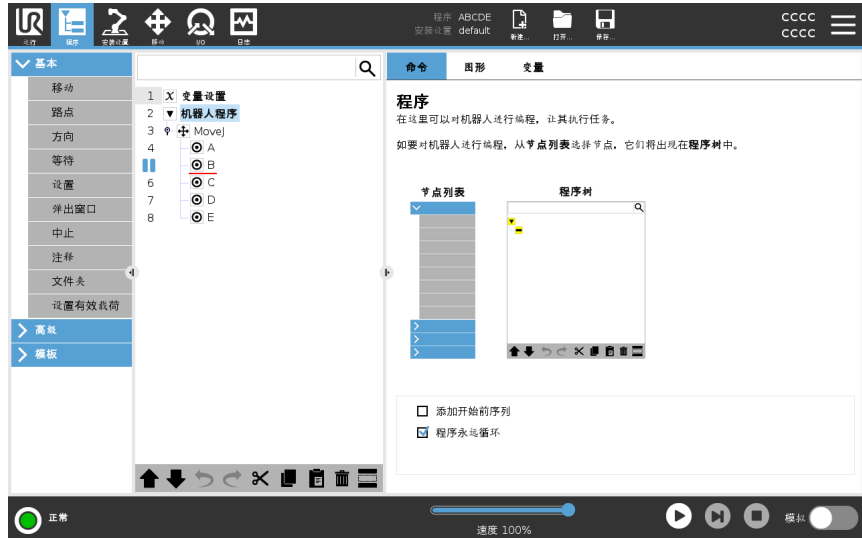 UR
运行
程序
安装设置
移动
I/O
日志
程序 ABCDE
安装设置 default
新建...
打开...
保存...
CCCC
CCCC
基本
移动
路点
方向
等待
设置
弹出窗口
中止
注释
文件夹
设置有效载荷
高级
模板
1 X 变量设置
2 机器人程序
3 MoveJ
4 A
B
6 C
7 D
8 E
命令 图形 变量
程序
在这里可以对机器人进行编程，让其执行任务。
如要对机器人进行编程，从节点列表选择节点，它们将出现在程序树中。
节点列表 程序树
添加开始前序列
程序永远循环
正常
速度 100%
模拟